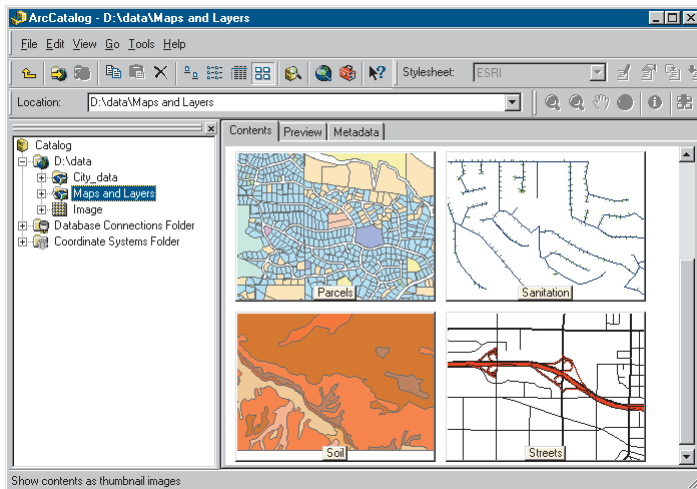 ArcCatalog - D:\data\Maps and Layers
File Edit View Go Tools Help
Stylesheet: ESRI
Location: D:\data\Maps and Layers
Contents Preview Metadata
Catalog
D:\data
City_data
Maps and Layers
Image
Database Connections Folder
Coordinate Systems Folder
Parcels
Sanitation
Soil
Streets
Show contents as thumbnail images